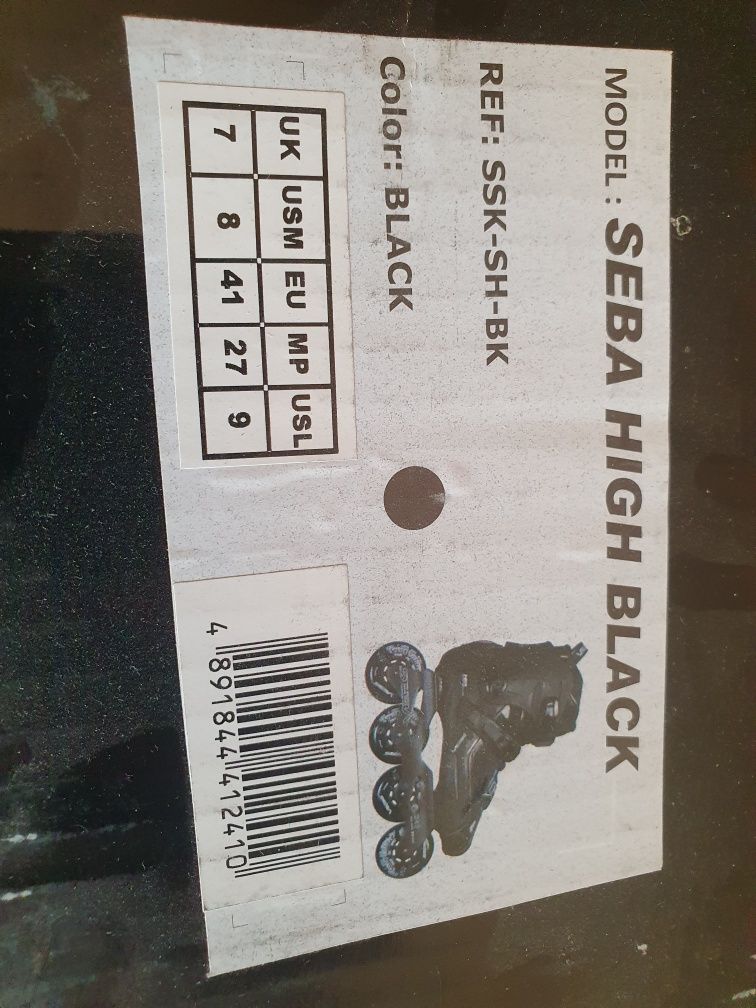 MODEL : SEBA HIGH BLACK
REF: SSK-SH-BK
Color: BLACK
UK USM EU MP USL
7 8 41 27 9
4 891844 412410